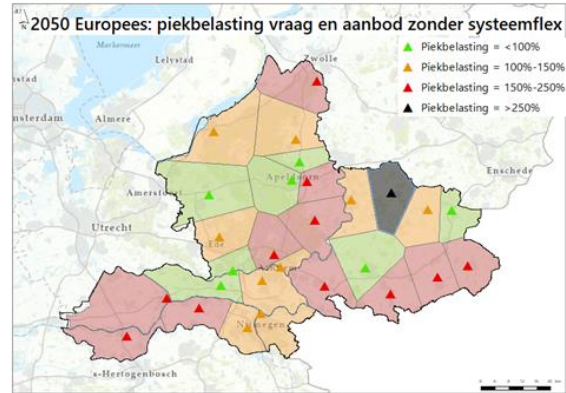 2050 Europees: piekbelasting vraag en aanbod zonder systeemflex
Markermeer
Lelystad
Zwolle
Piekbelasting = <100%
Piekbelasting = 100%-150%
Piekbelasting = 150%-250%
Piekbelasting = >250%
Almere
Enschede
Apeldoorn
Amersfoort
Utrecht
Ede
Nijmegen
s-Hertogenbosch